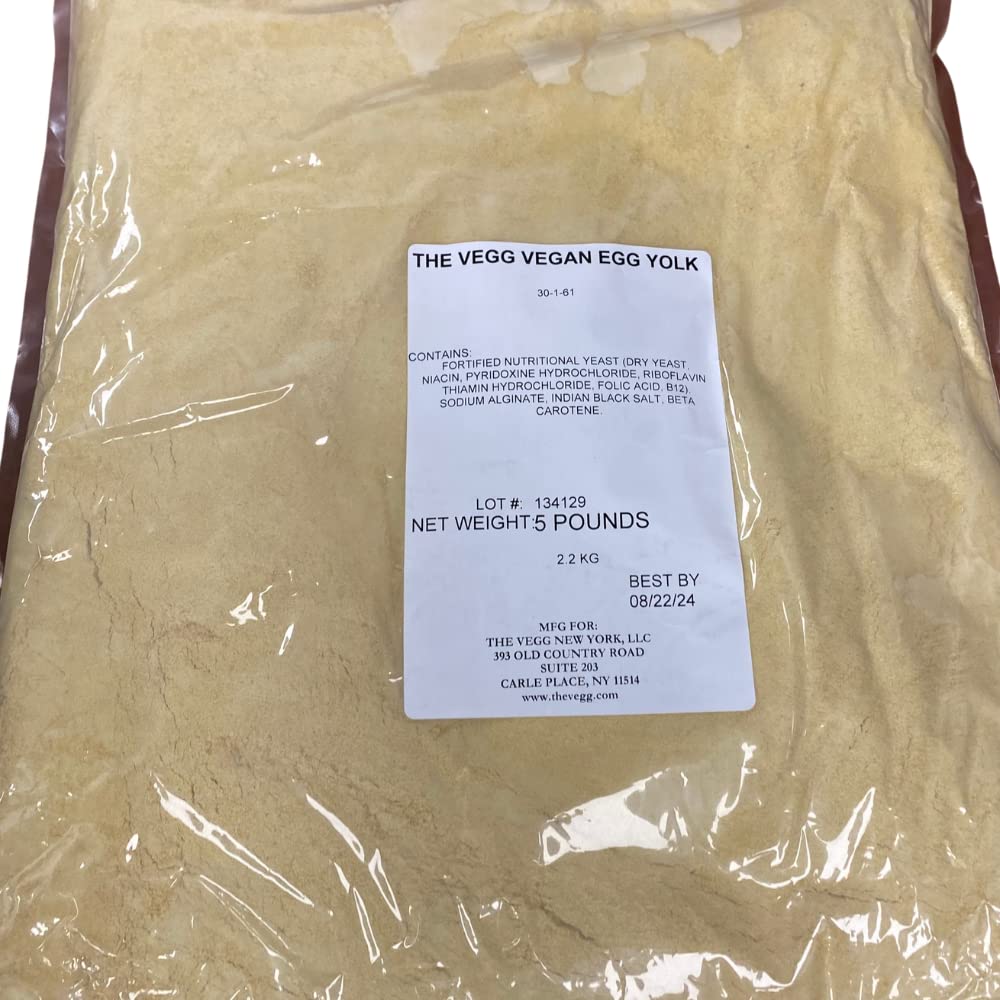 THE VEGG VEGAN EGG YOLK
30-1-61
CONTAINS:
FORTIFIED NUTRITIONAL YEAST (DRY YEAST,
NIACIN, PYRIDOXINE HYDROCHLORIDE, RIBOFLAVIN
THIAMIN HYDROCHLORIDE, FOLIC ACID, B12),
SODIUM ALGINATE, INDIAN BLACK SALT, BETA
CAROTENE.
LOT #: 134129
NET WEIGHT:5 POUNDS
2.2 KG
BEST BY
08/22/24
MFG FOR:
THE VEGG NEW YORK, LLC
393 OLD COUNTRY ROAD
SUITE 203
CARLE PLACE, NY 11514
www.thevegg.com